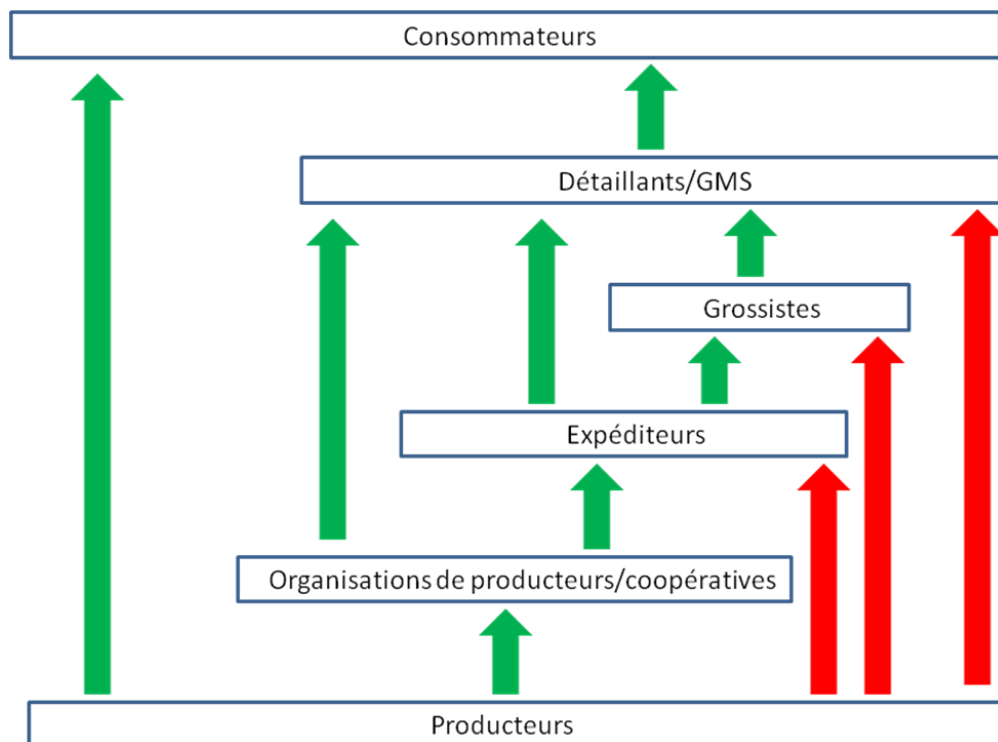 Consommateurs
Détaillants/GMS
Grossistes
Expéditeurs
Organisations de producteurs/coopératives
Producteurs